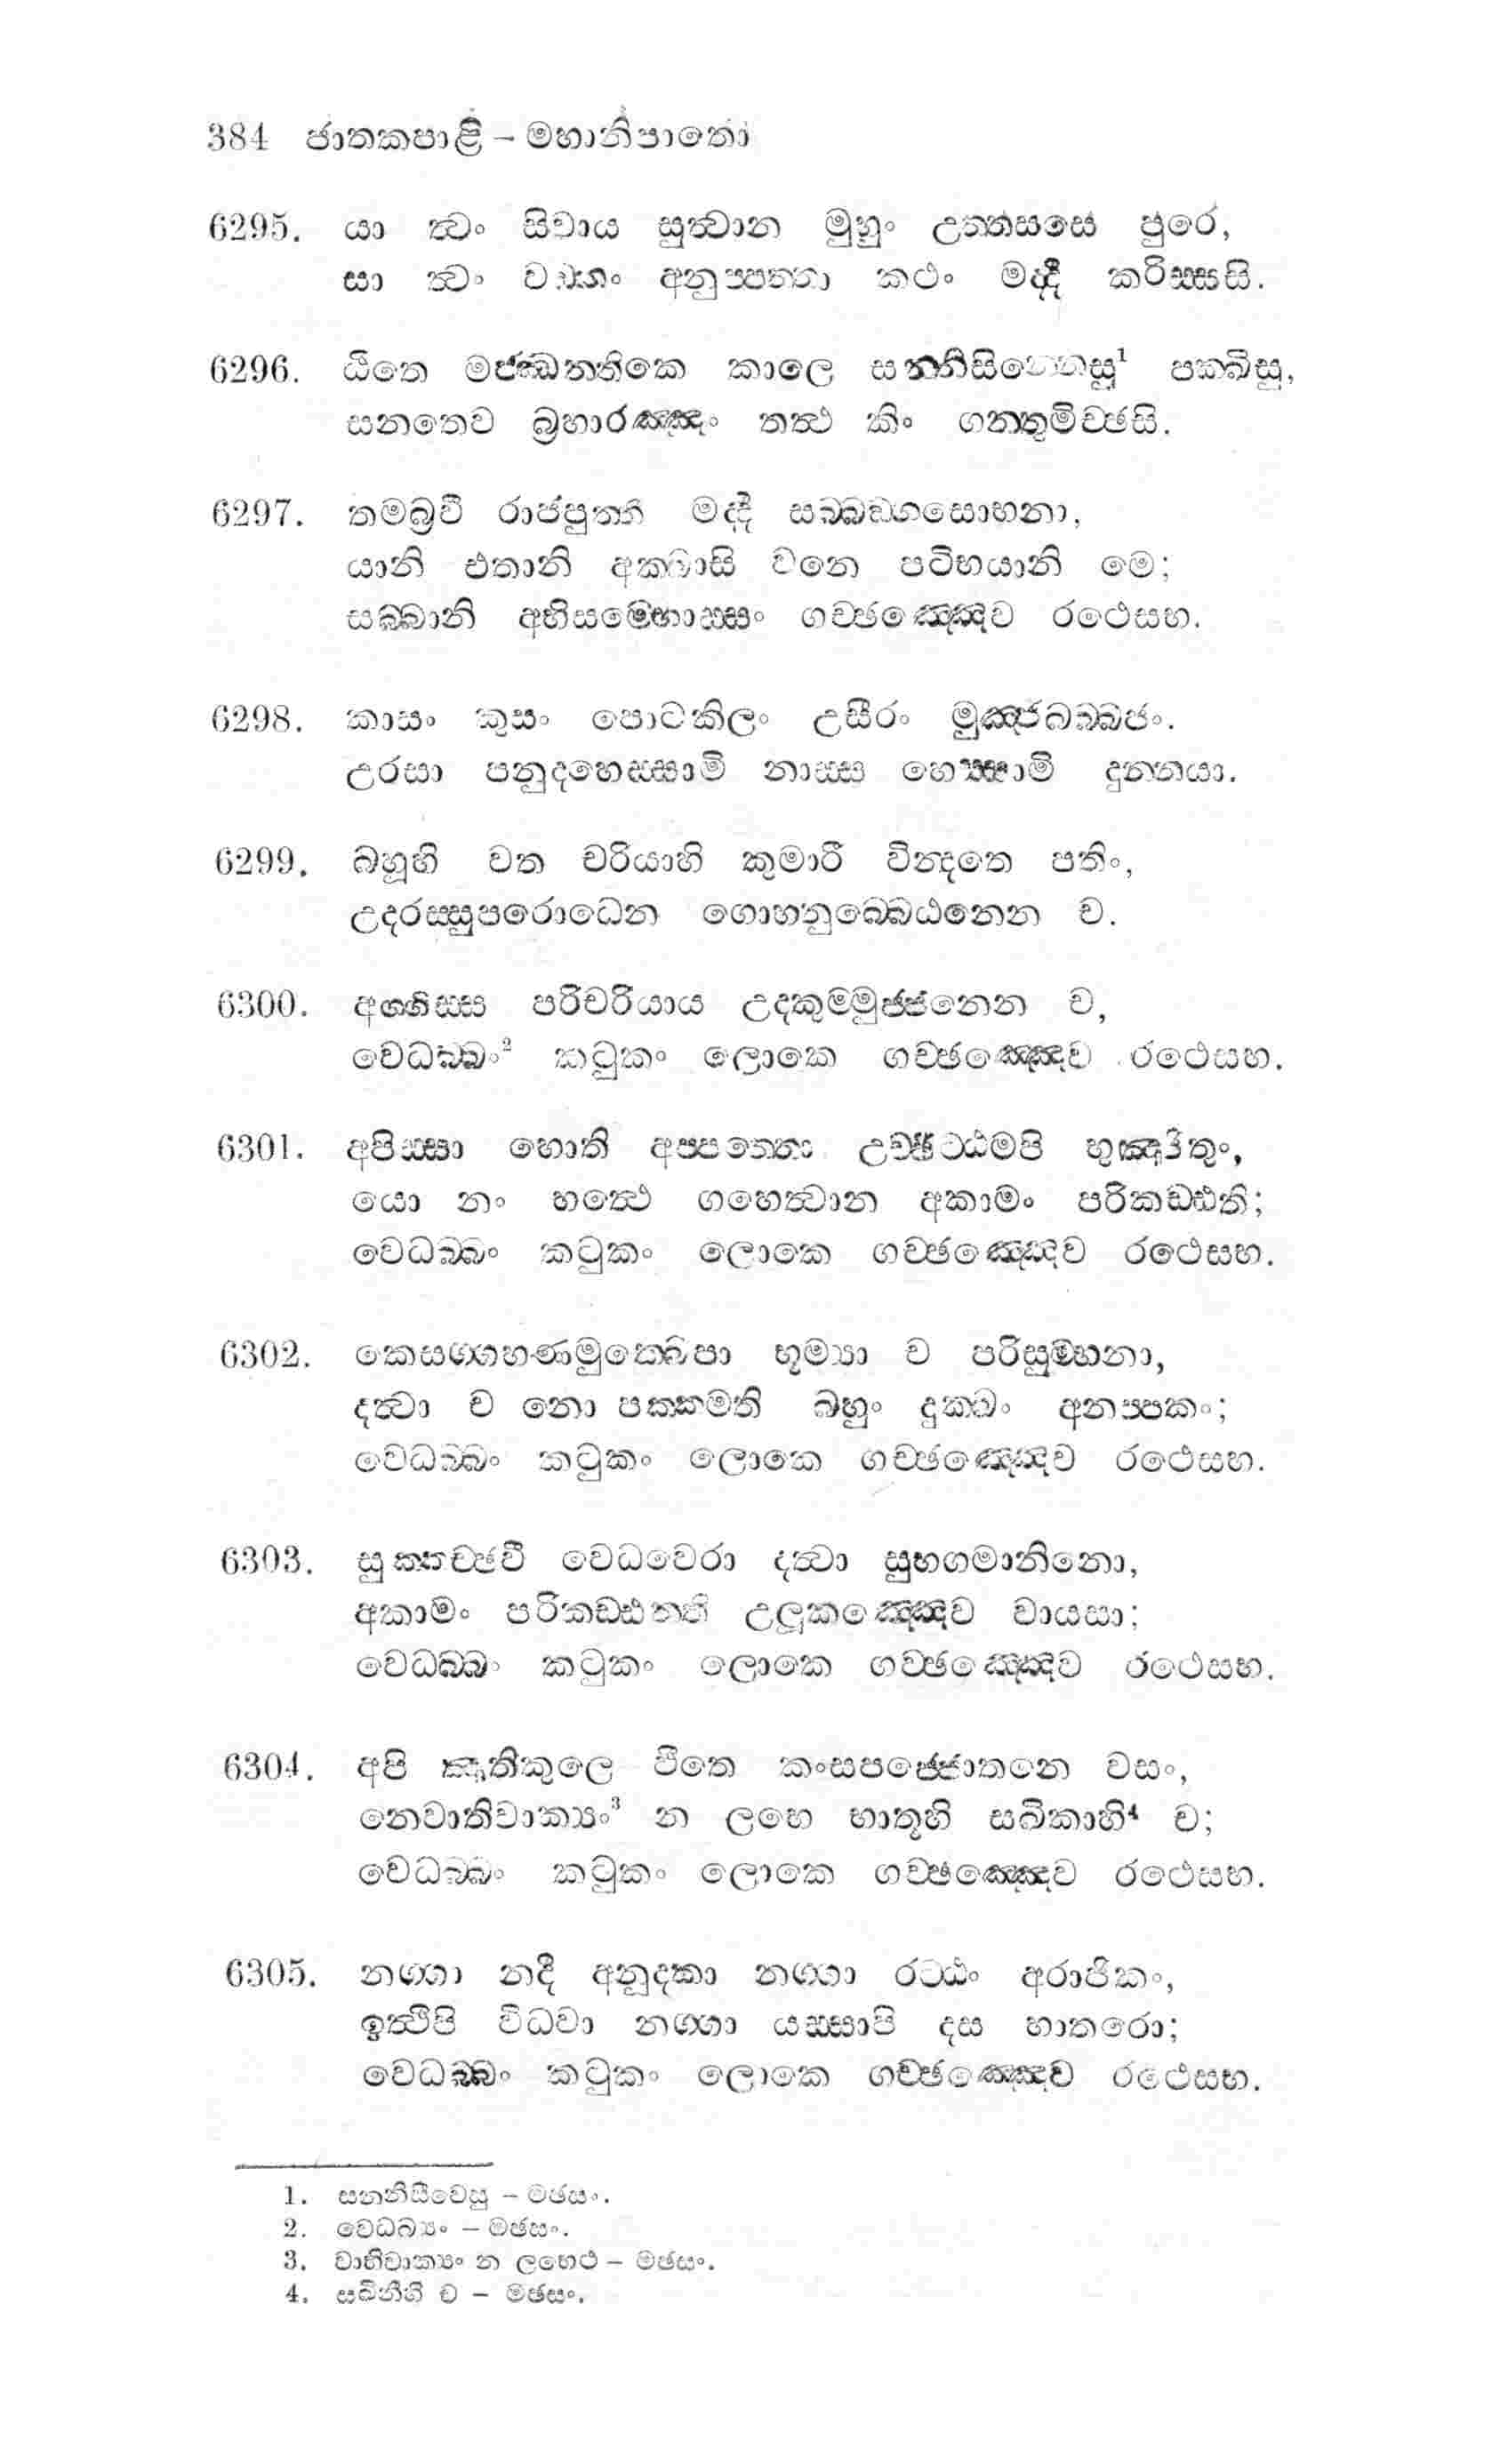 384 ජාතකපාළි – මහානිපාතො
6295. යා ත්වං සිවාය සුත්වාන මුහුං උත්තසසෙ පුරෙ,
සා ත්වං වඞ්කං අනුප්පත්තා කථං මද්දි කරිස්සසි.
6296. ඨිතෙ මජ්ඣන්තිකෙ කාලෙ සන්නිසින්නෙසු¹ පක්ඛිසු,
සනතෙව බ්‍රහාරඤ්ඤං තත්ථ කිං ගන්තුමිච්ඡසි.
6297. තමබ්‍රවී රාජපුත්තී මද්දී සබ්බඞ්ගසොභනා,
යානි එතානි අක්ඛාසි වනෙ පටිභයානි මෙ;
සබ්බානි අභිසම්භොස්සං ගච්ඡඤ්ඤෙව රථෙසභ.
6298. කාසං කුසං පොටකිලං උසීරං මුඤ්ජබබ්බජං.
උරසා පනුදහෙස්සාමි නාස්ස හෙස්සාමි දුන්නයා.
6299. බහූහි වත චරියාහි කුමාරී වින්දතෙ පතිං,
උදරස්සුපරොධෙන ගොහනුබ්බෙඨනෙන ච.
6300. අග්ගිස්ස පරිචරියාය උදකුම්මුජ්ජනෙන ච,
වෙධබ්බං² කටුකං ලොකෙ ගච්ඡඤ්ඤෙව රථෙසභ.
6301. අපිස්සා හොති අප්පත්තො උච්ඡිට්ඨමපි භුඤ්ජිතුං,
යො නං හත්ථෙ ගහෙත්වාන අකාමං පරිකඩ්ඪති;
වෙධබ්බං කටුකං ලොකෙ ගච්ඡඤ්ඤෙව රථෙසභ.
6302. කෙසග්ගහණමුක්ඛෙපා භූම්‍යා ච පරිසුම්භනා,
දත්වා ච නො පක්කමති බහුං දුක්ඛං අනප්පකං;
වෙධබ්බං කටුකං ලොකෙ ගච්ඡඤ්ඤෙව රථෙසභ.
6303. සුක්කච්ඡවී වෙධවෙරා දත්වා සුභගමානිනො,
අකාමං පරිකඩ්ඪන්ති උලූකඤ්ඤෙව වායසා;
වෙධබ්බං කටුකං ලොකෙ ගච්ඡඤ්ඤෙව රථෙසභ.
6304. අපි ඤාතිකුලෙ ඵීතෙ කංසපජ්ජොතනෙ වසං,
නෙවාතිවාක්‍යං³ න ලභෙ භාතූහි සඛිකාහි⁴ ච;
වෙධබ්බං කටුකං ලොකෙ ගච්ඡඤ්ඤෙව රථෙසභ.
6305. නග්ගා නදී අනූදකා නග්ගා රට්ඨං අරාජිකං,
ඉත්ථීපි විධවා නග්ගා යස්සාපි දස භාතරො;
වෙධබ්බං කටුකං ලොකෙ ගච්ඡඤ්ඤෙව රථෙසභ.
1. සන්නිසීවෙසු – මඡසං.
2. වෙධබ්‍යං – මඡසං.
3. වාභිවාක්‍යං න ලභෙථ – මඡසං.
4. සඛිනීහි ච – මඡසං.